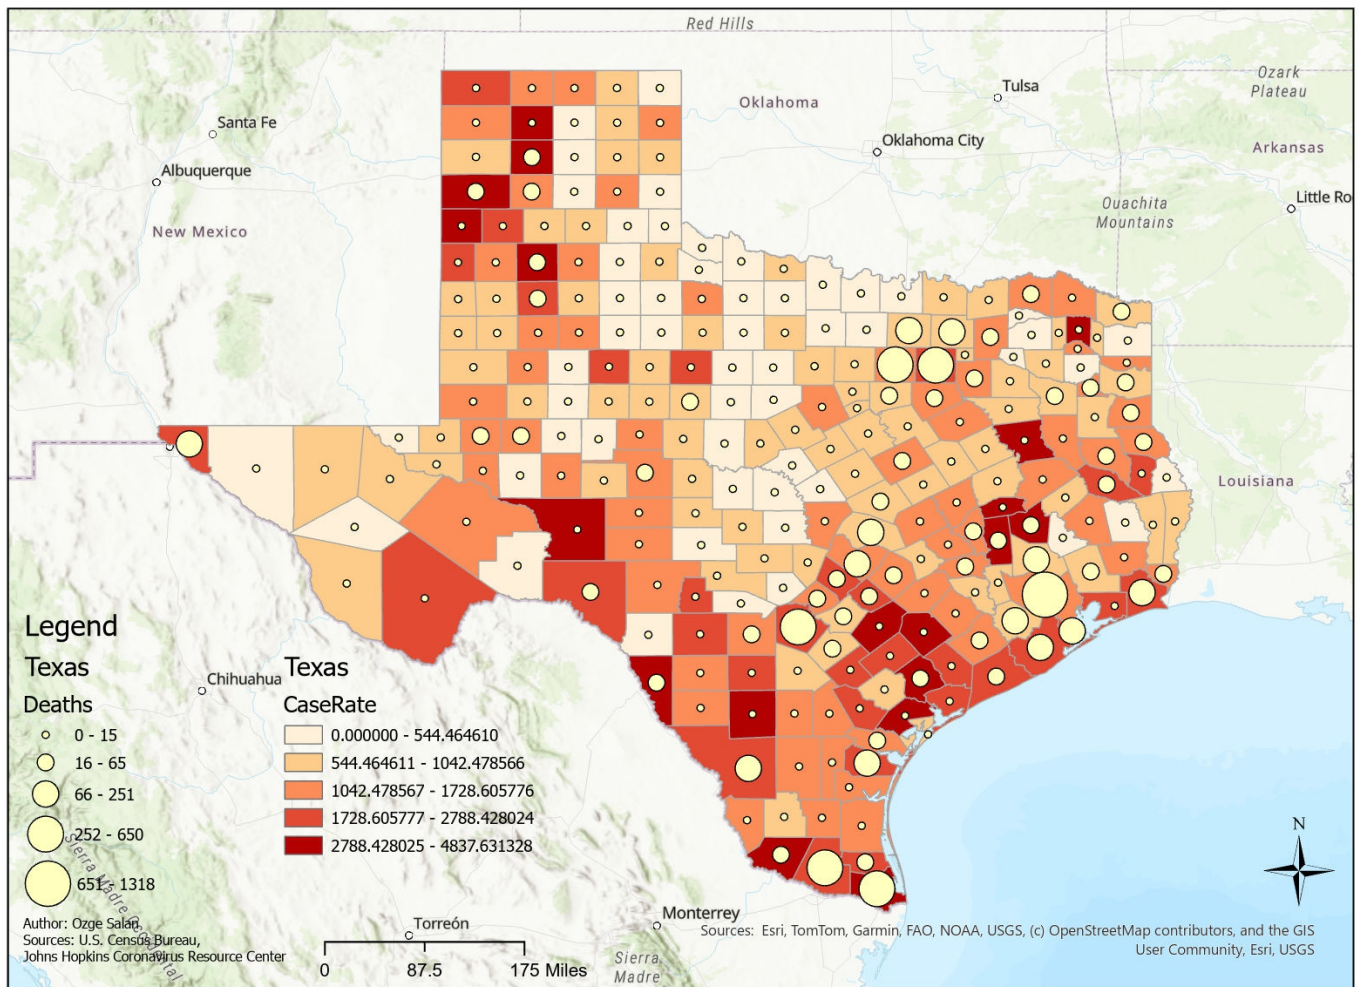 Red Hills
Ozark
Plateau
Tulsa
Oklahoma
Santa Fe
Oklahoma City
Arkansas
Albuquerque
Little Ro
Ouachita
Mountains
New Mexico
Louisiana
Legend
Texas
Deaths
0 - 15
16 - 65
66 - 251
252 - 650
651 - 1318
Texas
CaseRate
0.000000 - 544.464610
544.464611 - 1042.478566
1042.478567 - 1728.605776
1728.605777 - 2788.428024
2788.428025 - 4837.631328
Chihuahua
Sierra Madre Occidental
N
Author: Ozge Salan
Sources: U.S. Census Bureau,
Johns Hopkins Coronavirus Resource Center
Torreón
0 87.5 175 Miles
Monterrey
Sierra
Madre
Sources: Esri, TomTom, Garmin, FAO, NOAA, USGS, (c) OpenStreetMap contributors, and the GIS
User Community, Esri, USGS